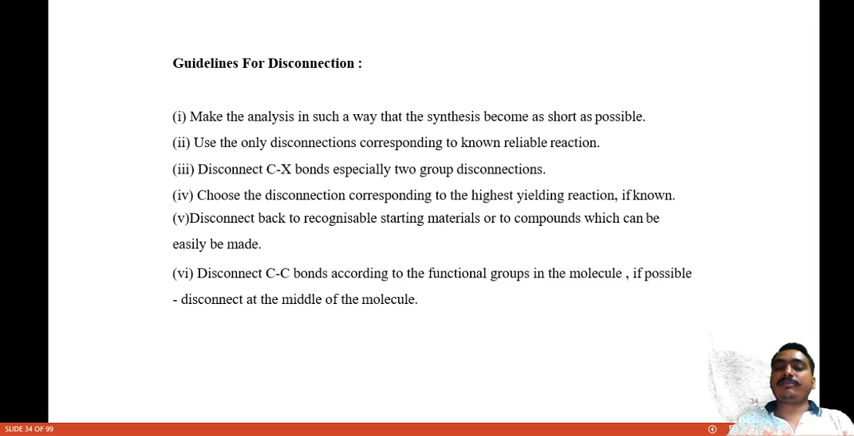 Guidelines For Disconnection :
(i) Make the analysis in such a way that the synthesis become as short as possible.
(ii) Use the only disconnections corresponding to known reliable reaction.
(iii) Disconnect C-X bonds especially two group disconnections.
(iv) Choose the disconnection corresponding to the highest yielding reaction, if known.
(v)Disconnect back to recognisable starting materials or to compounds which can be
easily be made.
(vi) Disconnect C-C bonds according to the functional groups in the molecule , if possible
- disconnect at the middle of the molecule.
34
SLIDE 34 OF 99